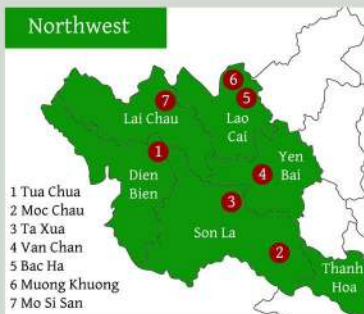 Northwest
6
7
5
Lai Chau
Lao
Cai
1
Yen
Bai
4
Dien
Bien
3
Son La
2
Thanh
Hoa
1 Tua Chua
2 Moc Chau
3 Ta Xua
4 Van Chan
5 Bac Ha
6 Muong Khuong
7 Mo Si San